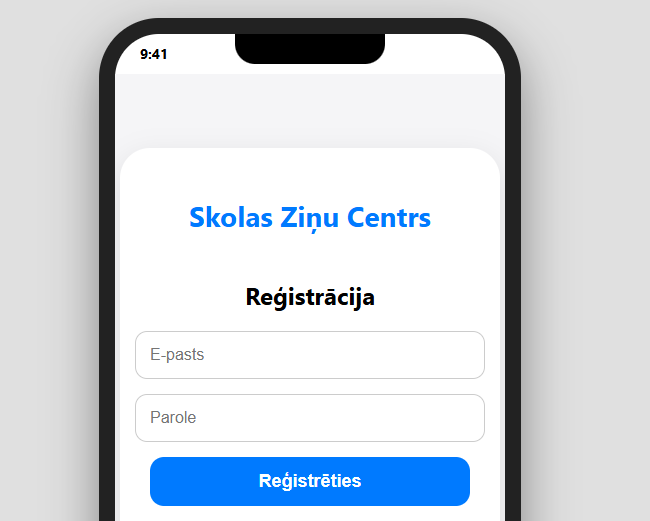 9:41
Skolas Ziņu Centrs
Reģistrācija
E-pasts
Parole
Reģistrēties